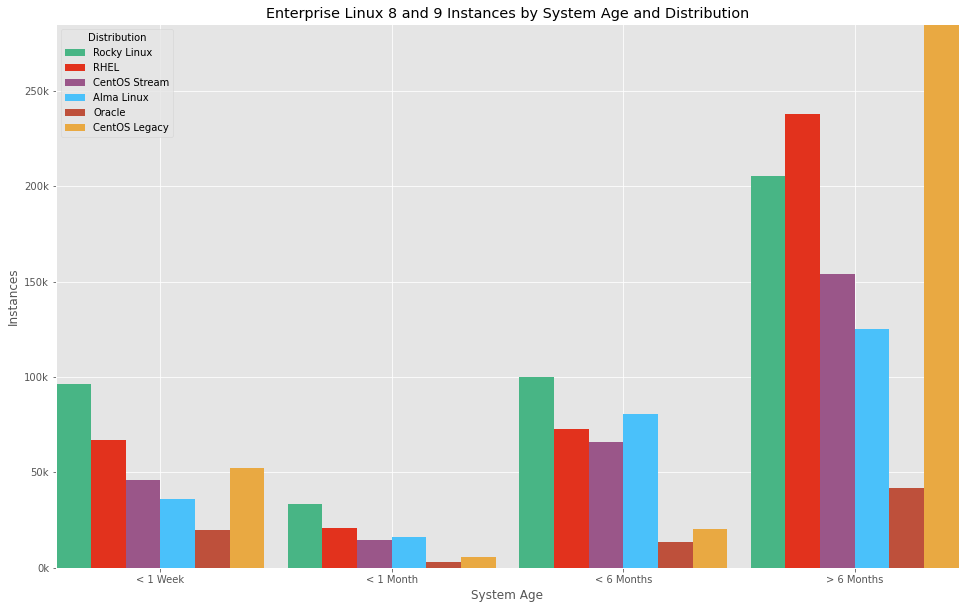 Enterprise Linux 8 and 9 Instances by System Age and Distribution
Distribution
Rocky Linux
RHEL
CentOS Stream
Alma Linux
Oracle
CentOS Legacy
250k
200k
150k
100k
50k
0k
Instances
< 1 Week
< 1 Month
< 6 Months
> 6 Months
System Age